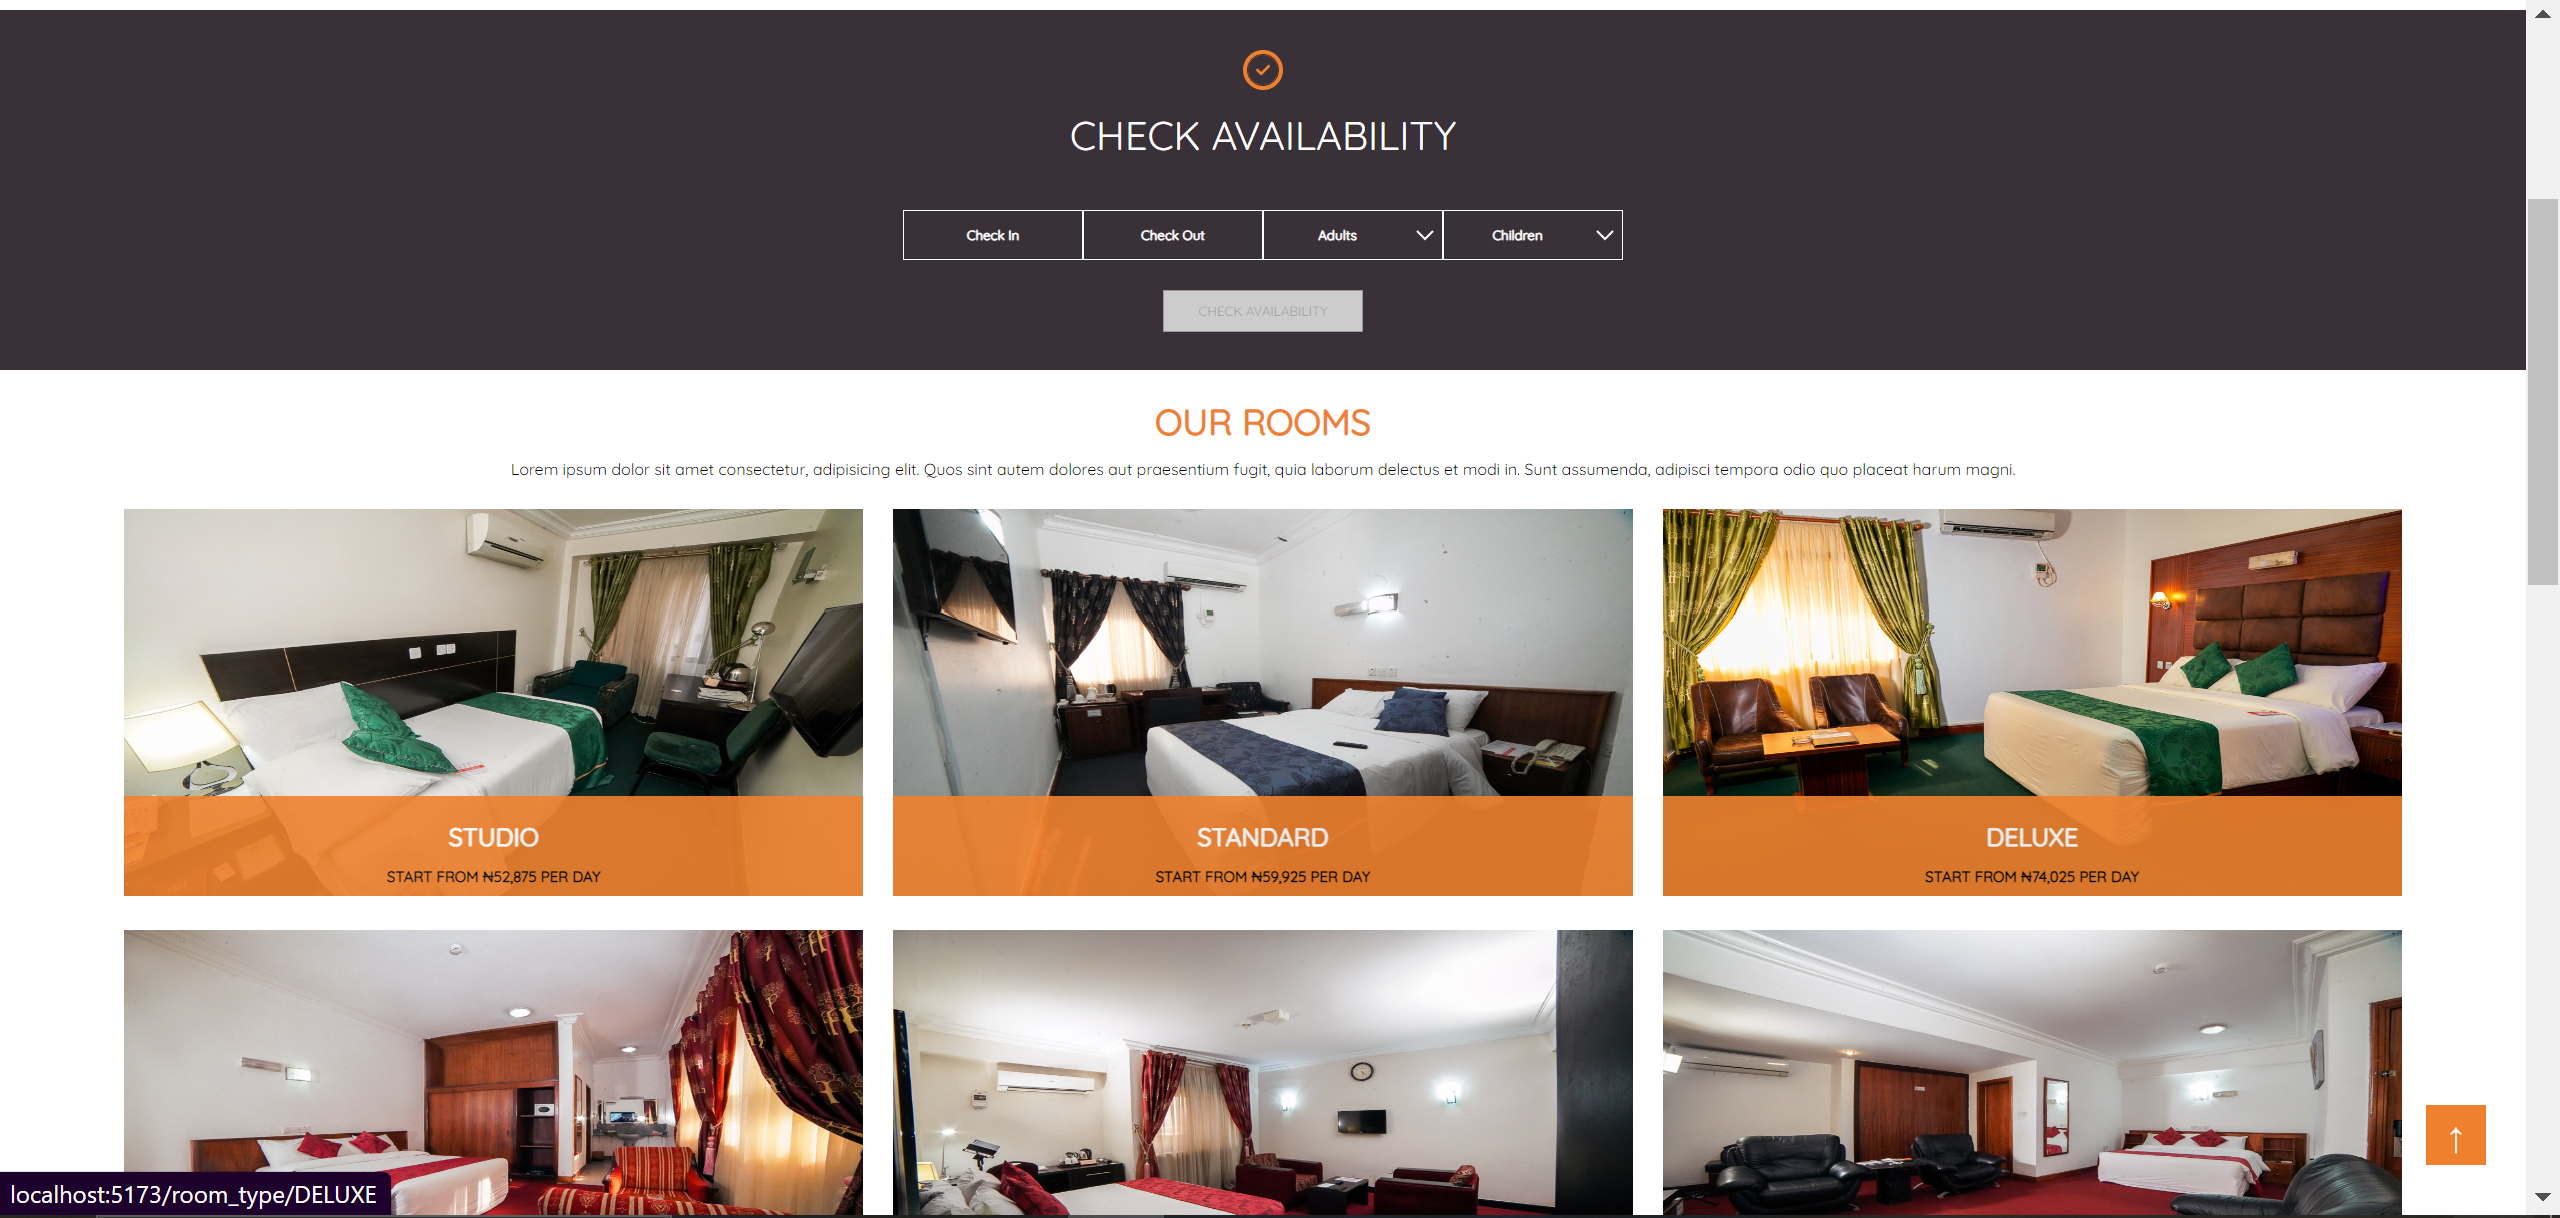 CHECK AVAILABILITY
Check In
Check Out
Adults
Children
CHECK AVAILABILITY
OUR ROOMS
Lorem ipsum dolor sit amet consectetur, adipisicing elit. Quos sint autem dolores aut praesentium fugit, quia laborum delectus et modi in. Sunt assumenda, adipisci tempora odio quo placeat harum magni.
STUDIO
START FROM ₦52,875 PER DAY
STANDARD
START FROM ₦59,925 PER DAY
DELUXE
START FROM ₦74,025 PER DAY
localhost:5173/room_type/DELUXE